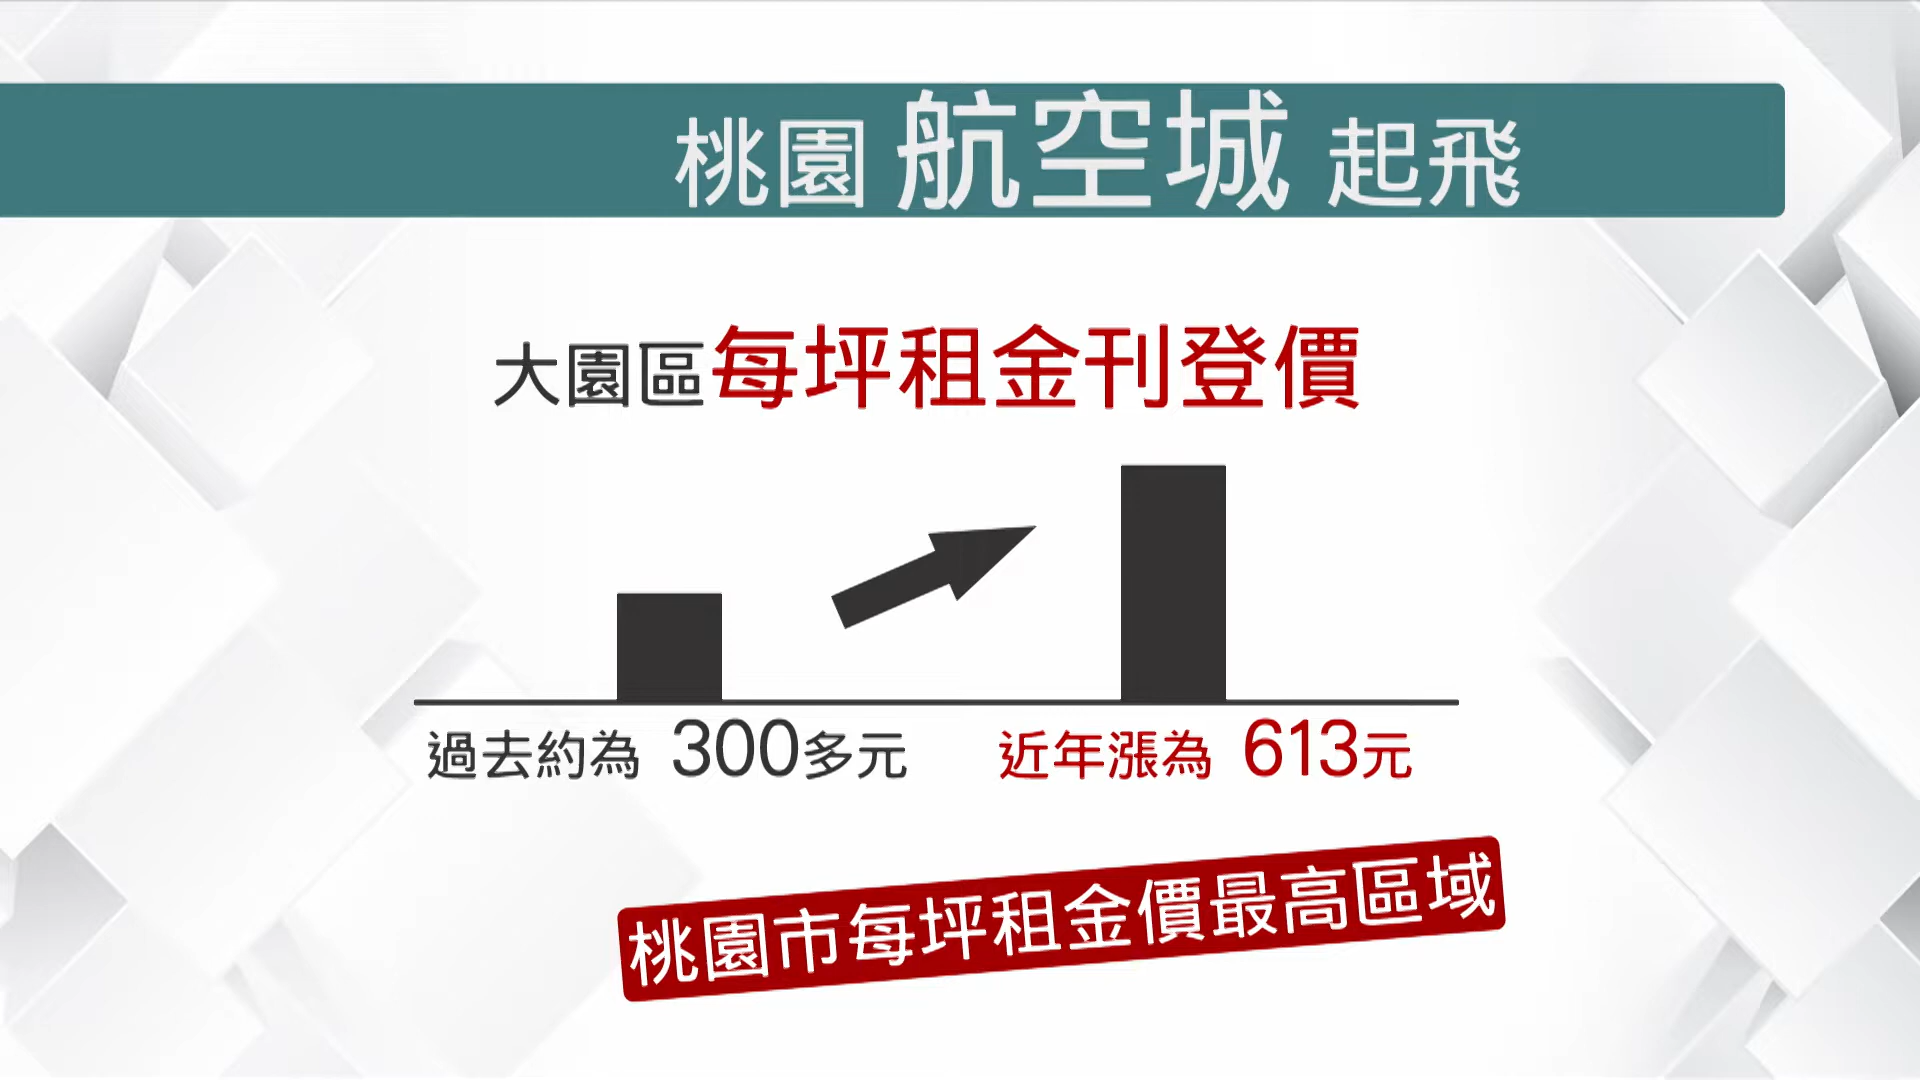 桃園 航空城 起飛
大園區每坪租金刊登價
過去約為 300多元 近年漲為 613元
桃園市每坪租金價最高區域